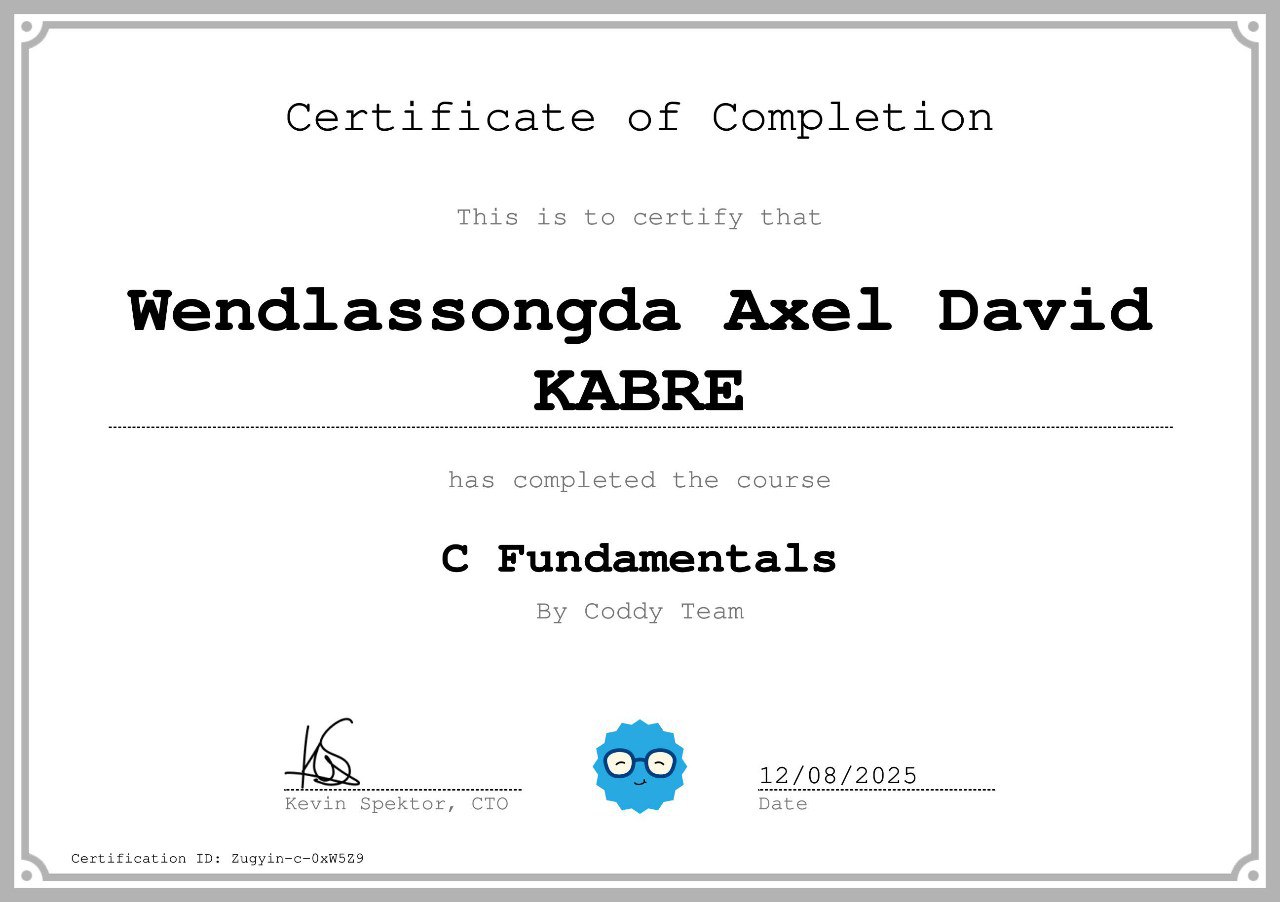 Certificate of Completion
This is to certify that
Wendlassongda Axel David
KABRE
has completed the course
C Fundamentals
By Coddy Team
12/08/2025
Kevin Spektor, CTO
Date
Certification ID: Zugyin-c-0xW5Z9